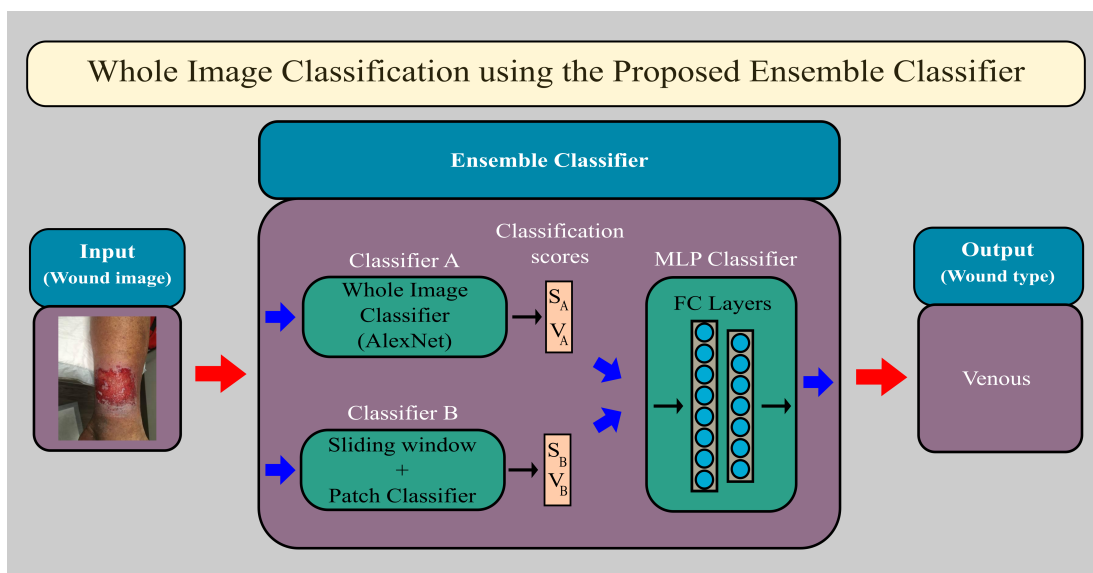 Whole Image Classification using the Proposed Ensemble Classifier
Ensemble Classifier
Input
(Wound image)
Classifier A
Whole Image
Classifier
(AlexNet)
Classification
scores
S_A
V_A
Classifier B
Sliding window
+
Patch Classifier
S_B
V_B
MLP Classifier
FC Layers
Output
(Wound type)
Venous